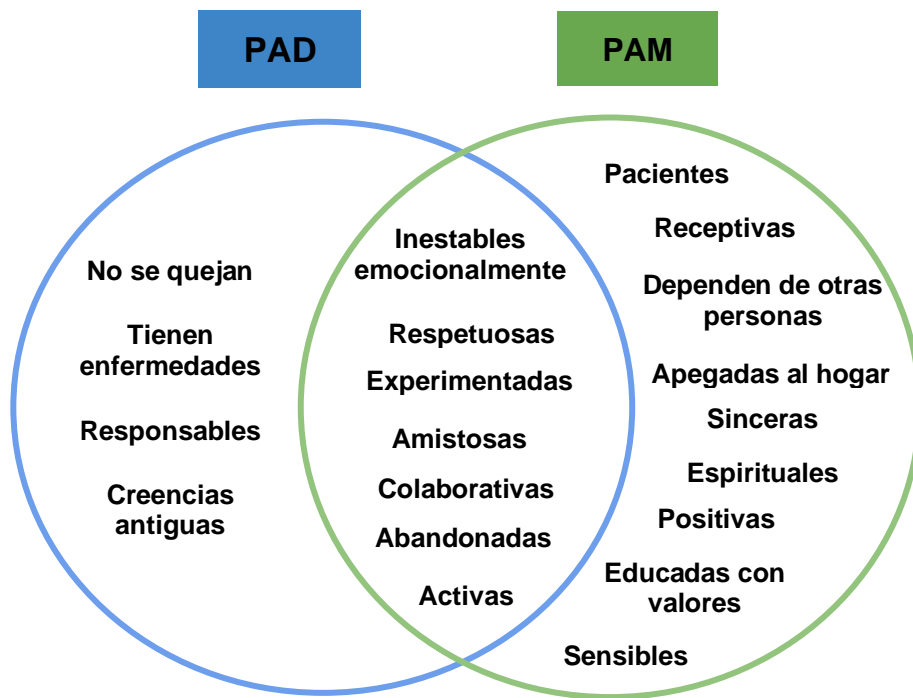 PAD
PAM
No se quejan
Tienen
enfermedades
Responsables
Creencias
antiguas
Inestables
emocionalmente
Respetuosas
Experimentadas
Amistosas
Colaborativas
Abandonadas
Activas
Pacientes
Receptivas
Dependen de otras
personas
Apegadas al hogar
Sinceras
Espirituales
Positivas
Educadas con
valores
Sensibles